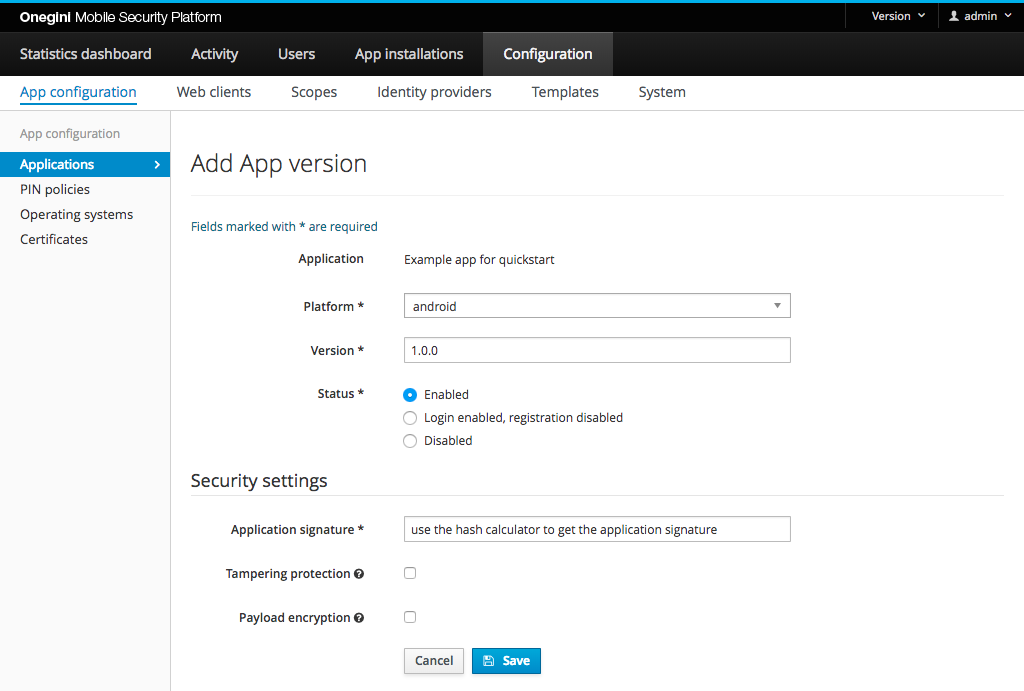 Onegini Mobile Security Platform
Version
admin
Statistics dashboard
Activity
Users
App installations
Configuration
App configuration
Web clients
Scopes
Identity providers
Templates
System
App configuration
Applications
PIN policies
Operating systems
Certificates
Add App version
Fields marked with * are required
Application
Example app for quickstart
Platform *
android
Version *
1.0.0
Status *
Enabled
Login enabled, registration disabled
Disabled
Security settings
Application signature *
use the hash calculator to get the application signature
Tampering protection ?
Payload encryption ?
Cancel
Save